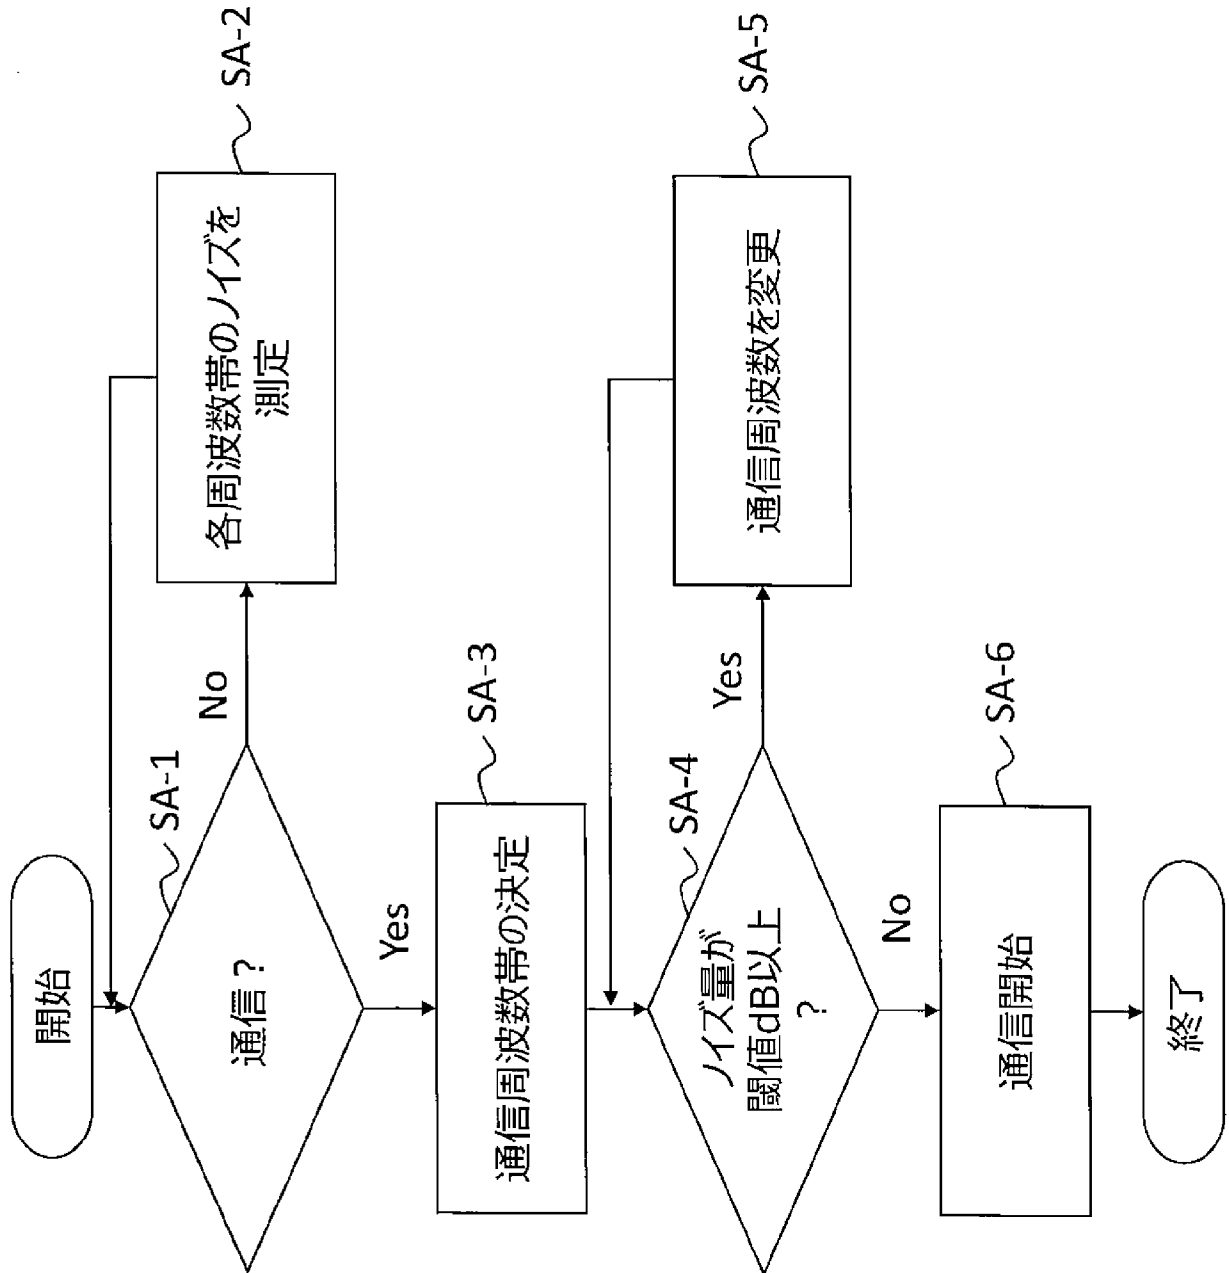 開始
通信？
SA-1
No
各周波数帯のノイズを
測定
SA-2
Yes
通信周波数帯の決定
SA-3
ノイズ量が
閾値dB以上
？
SA-4
Yes
通信周波数を変更
SA-5
No
通信開始
SA-6
終了